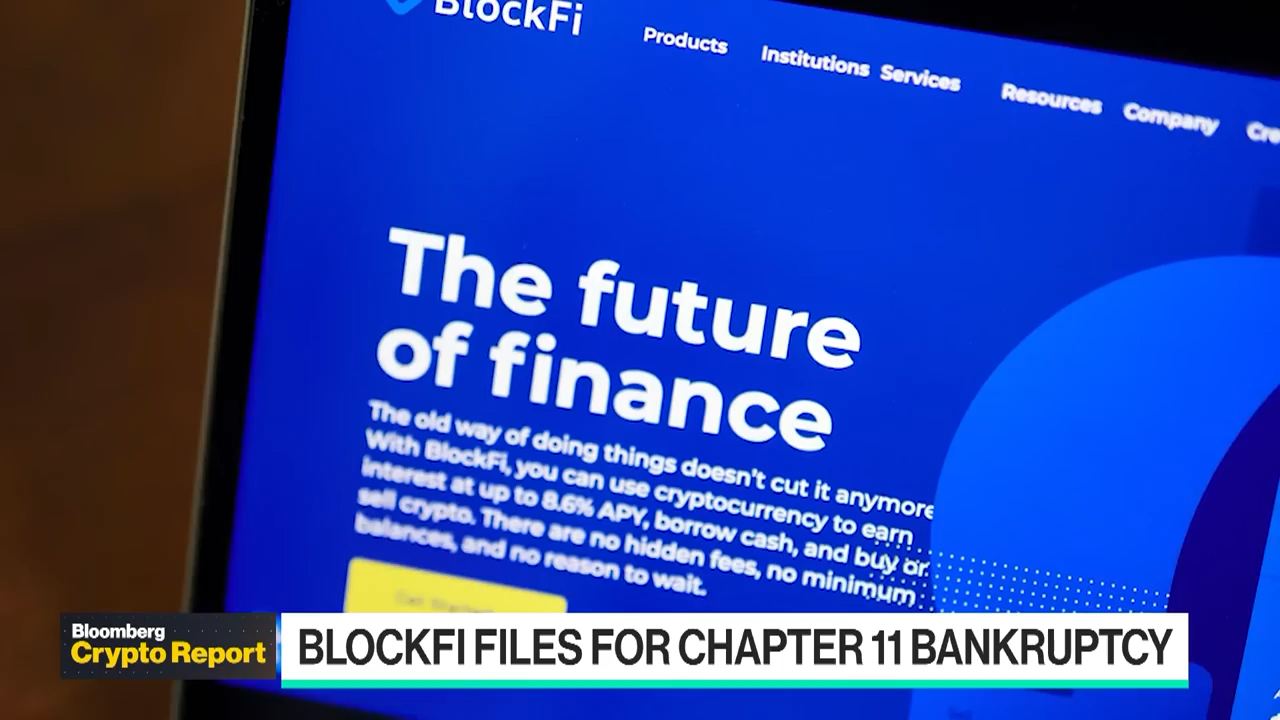 BlockFi
Products Institutions Services Resources Company
The future
of finance
The old way of doing things doesn't cut it anymore
With BlockFi, you can use cryptocurrency to earn
interest at up to 8.6% APY, borrow cash, and buy or
sell crypto. There are no hidden fees, no minimum
balances, and no reason to wait.
Bloomberg
Crypto Report
BLOCKFI FILES FOR CHAPTER 11 BANKRUPTCY